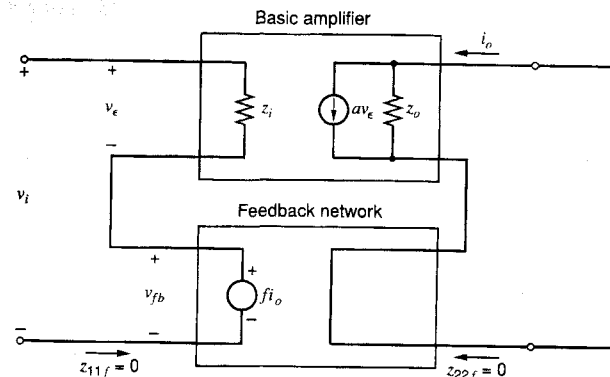 Basic amplifier
i_o
+
+
v_ϵ
z_i
av_ϵ
z_o
−
v_i
Feedback network
+
+
v_fb
fi_o
−
−
−
z_11f = 0
z_22f = 0